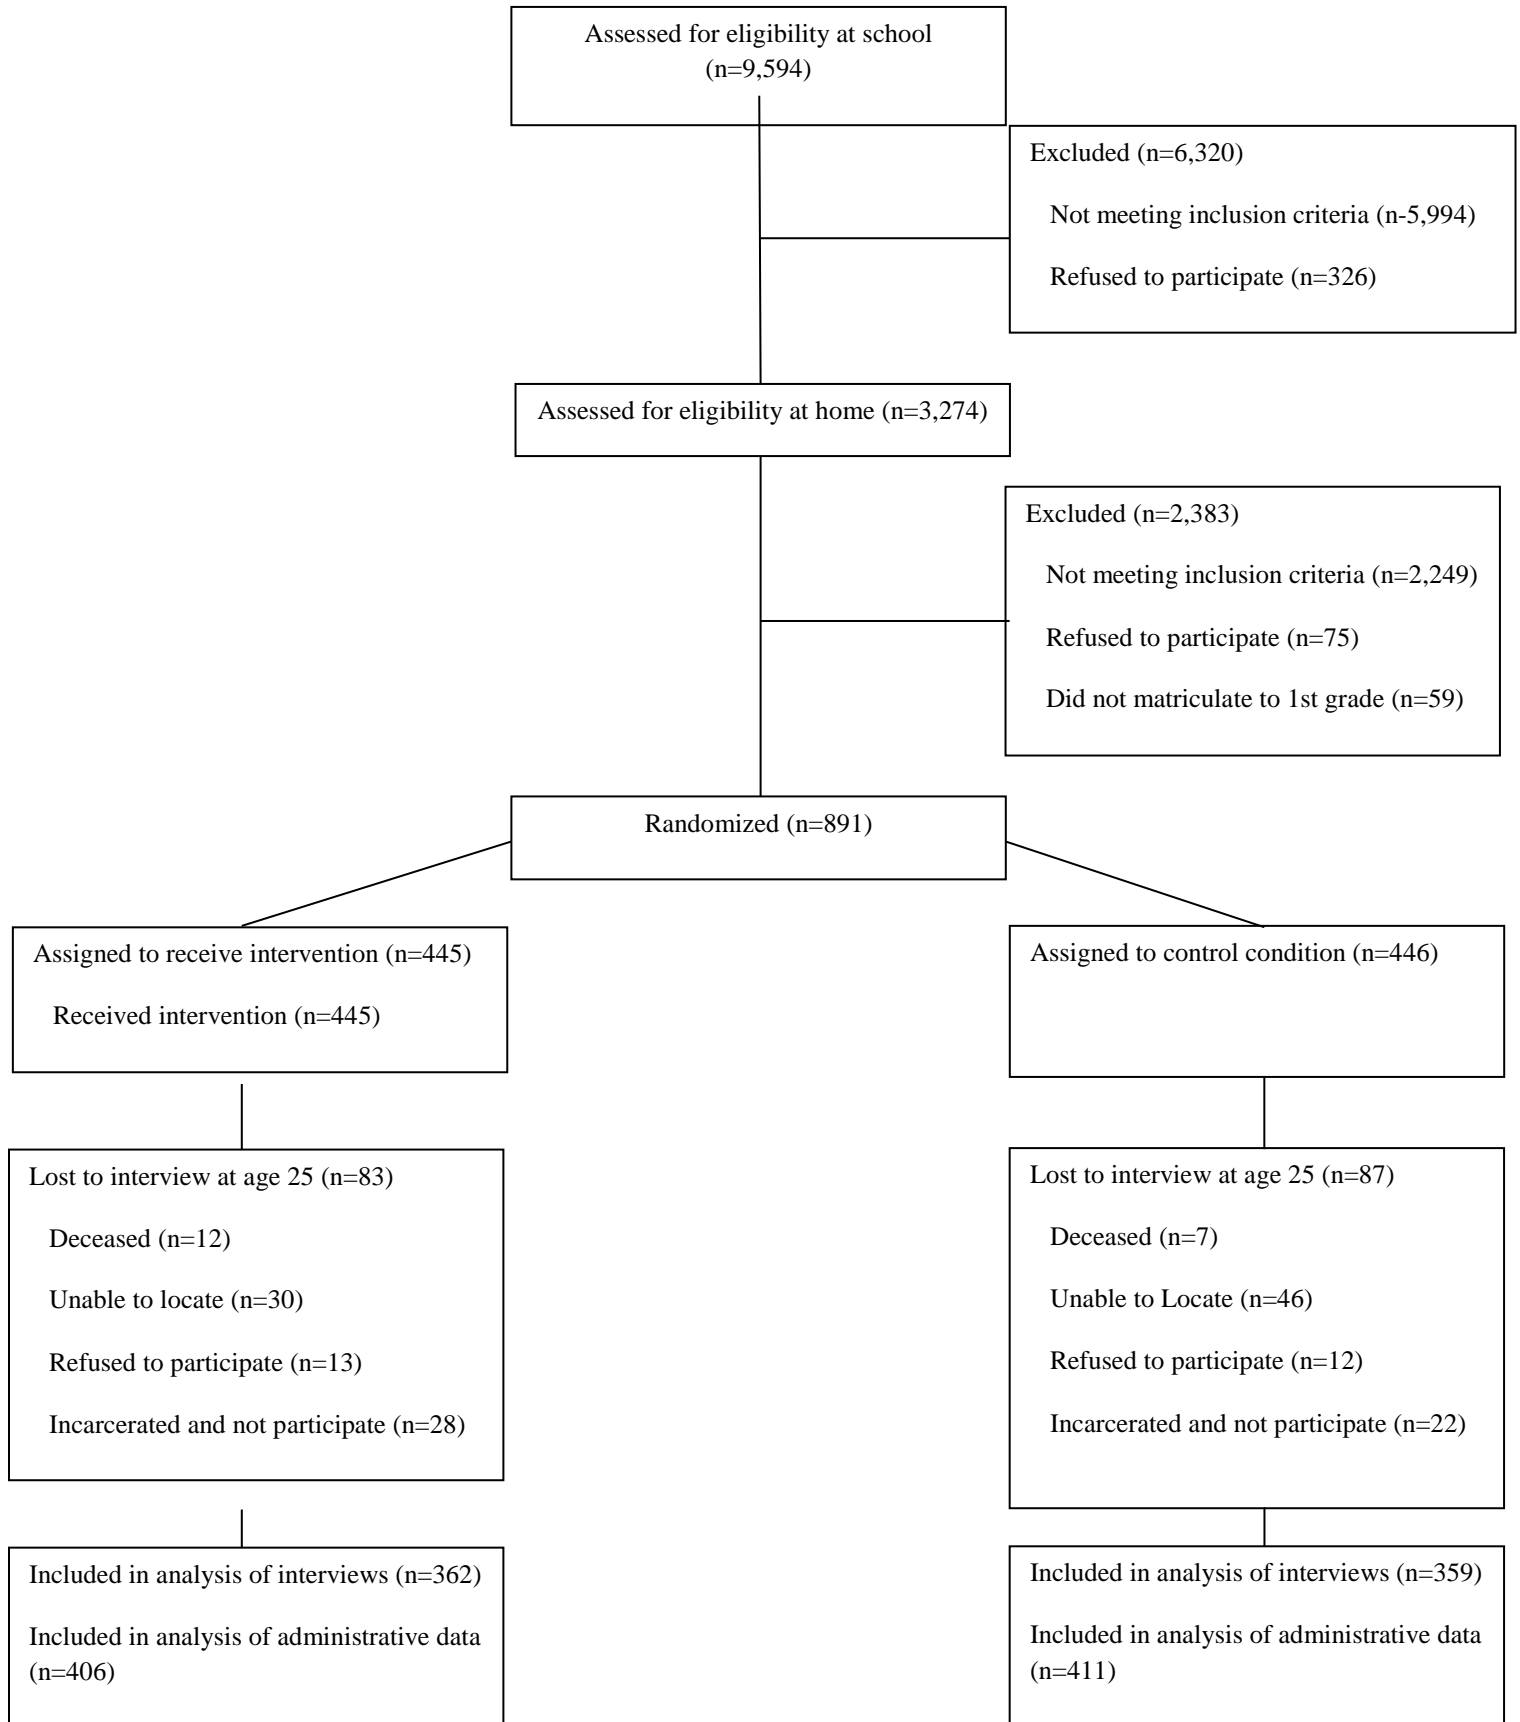 Assessed for eligibility at school
(n=9,594)
Excluded (n=6,320)
Not meeting inclusion criteria (n-5,994)
Refused to participate (n=326)
Assessed for eligibility at home (n=3,274)
Excluded (n=2,383)
Not meeting inclusion criteria (n=2,249)
Refused to participate (n=75)
Did not matriculate to 1st grade (n=59)
Randomized (n=891)
Assigned to receive intervention (n=445)
Received intervention (n=445)
Assigned to control condition (n=446)
Lost to interview at age 25 (n=83)
Deceased (n=12)
Unable to locate (n=30)
Refused to participate (n=13)
Incarcerated and not participate (n=28)
Lost to interview at age 25 (n=87)
Deceased (n=7)
Unable to Locate (n=46)
Refused to participate (n=12)
Incarcerated and not participate (n=22)
Included in analysis of interviews (n=362)
Included in analysis of administrative data
(n=406)
Included in analysis of interviews (n=359)
Included in analysis of administrative data
(n=411)